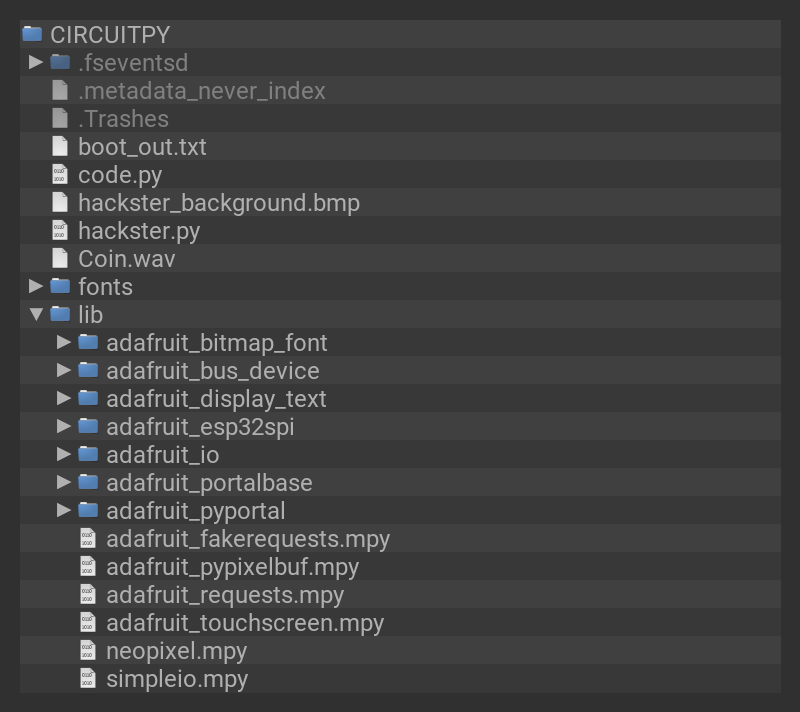 CIRCUITPY
.fseventsd
.metadata_never_index
.Trashes
boot_out.txt
code.py
hackster_background.bmp
hackster.py
Coin.wav
fonts
lib
adafruit_bitmap_font
adafruit_bus_device
adafruit_display_text
adafruit_esp32spi
adafruit_io
adafruit_portalbase
adafruit_pyportal
adafruit_fakerequests.mpy
adafruit_pypixelbuf.mpy
adafruit_requests.mpy
adafruit_touchscreen.mpy
neopixel.mpy
simpleio.mpy